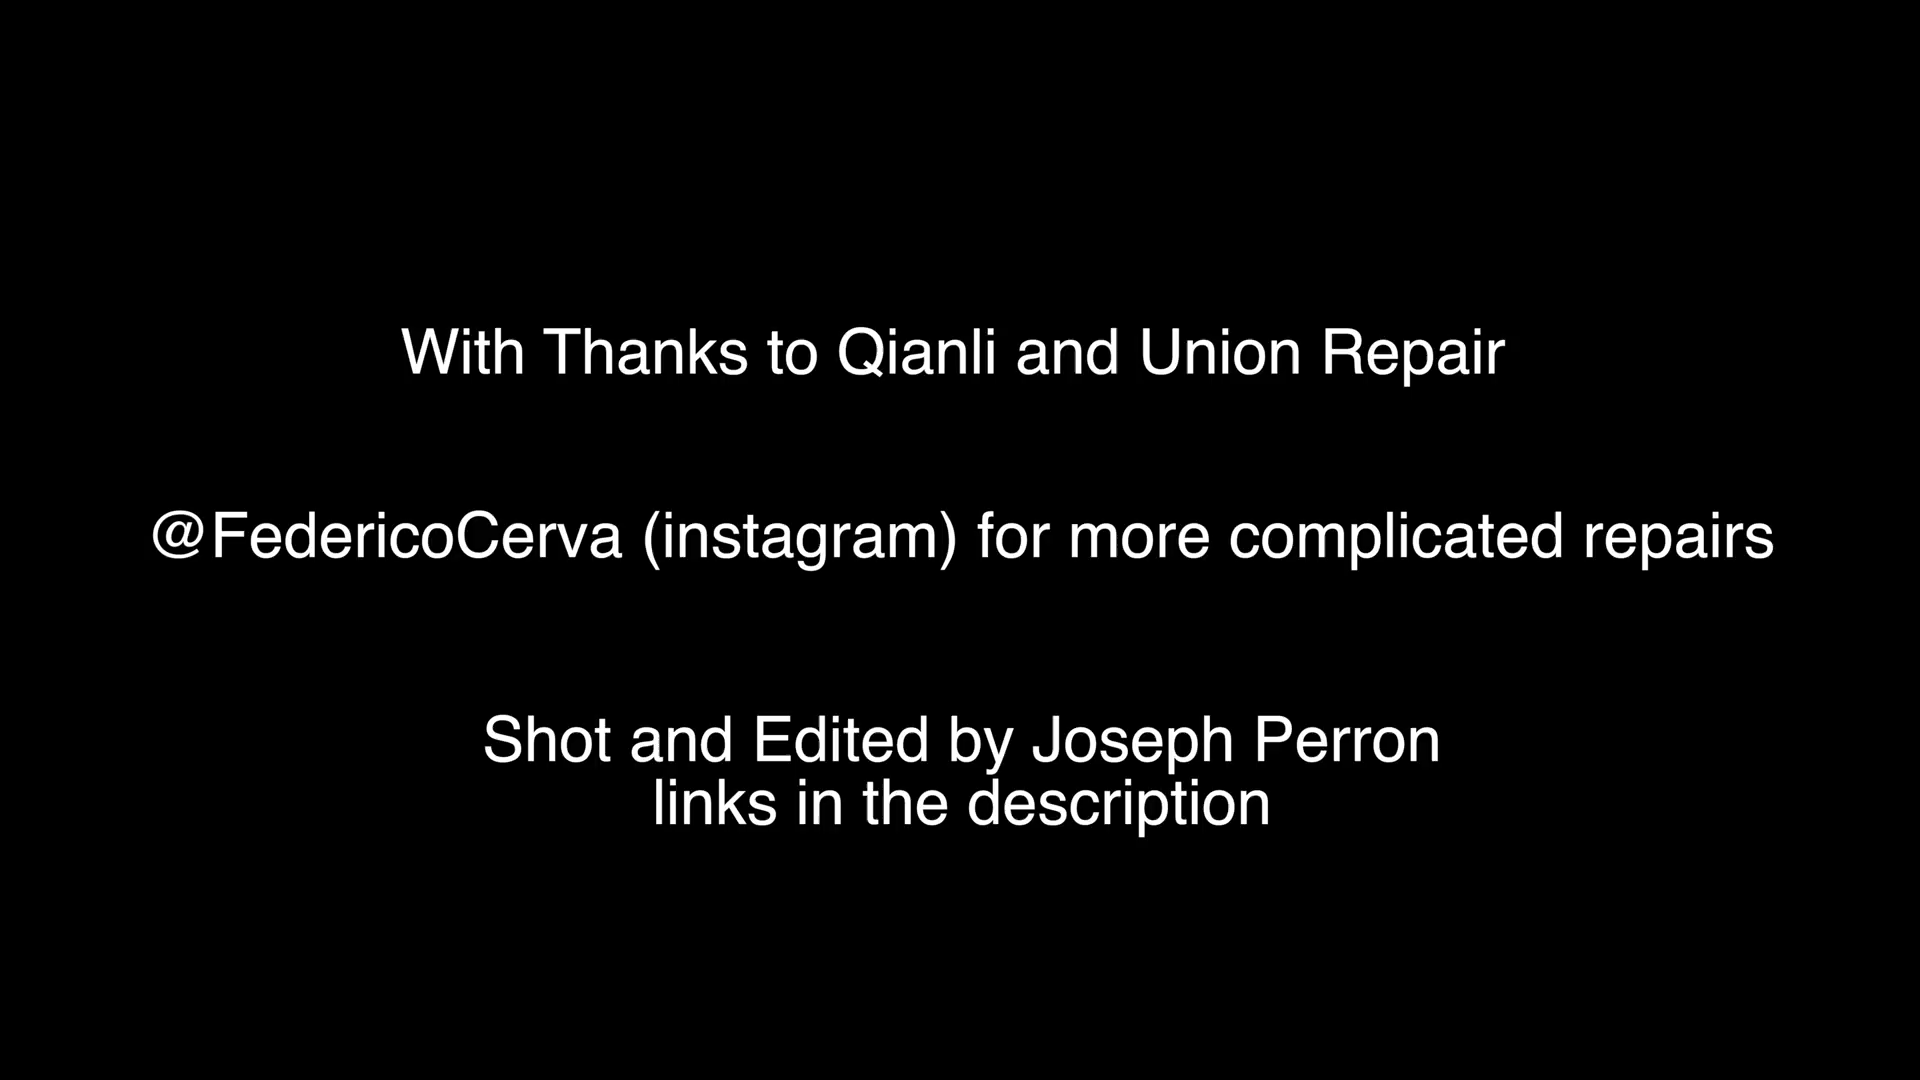 With Thanks to Qianli and Union Repair
@FedericoCerva (instagram) for more complicated repairs
Shot and Edited by Joseph Perron
links in the description